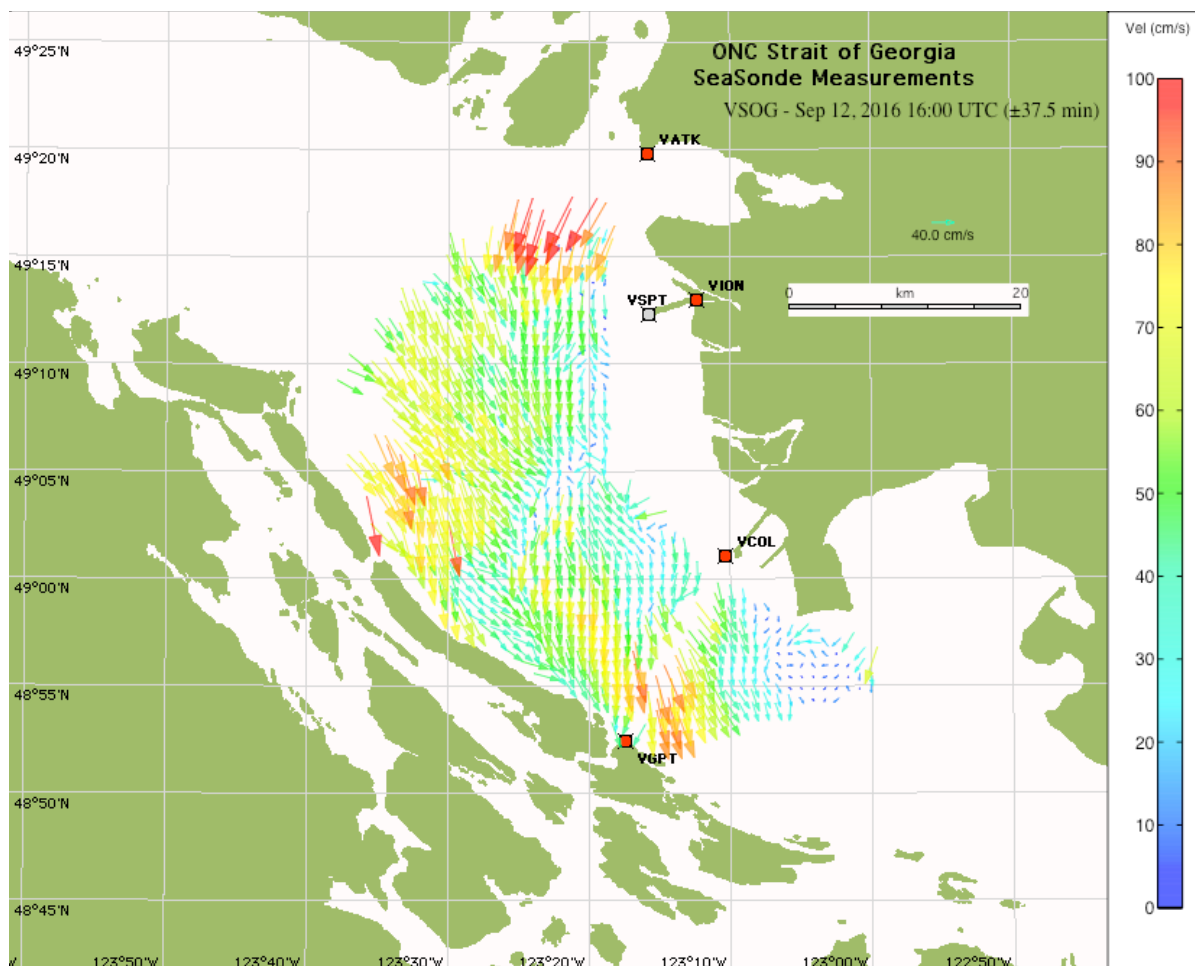 Vel (cm/s)
ONC Strait of Georgia
SeaSonde Measurements
VSOG - Sep 12, 2016 16:00 UTC (±37.5 min)
49°25'N
49°20'N
49°15'N
49°10'N
49°05'N
49°00'N
48°55'N
48°50'N
48°45'N
VATK
40.0 cm/s
0 km 20
VION
VSPT
VCOL
VGPT
100
90
80
70
60
50
40
30
20
10
0
123°50'W 123°40'W 123°30'W 123°20'W 123°10'W 123°00'W 122°50'W